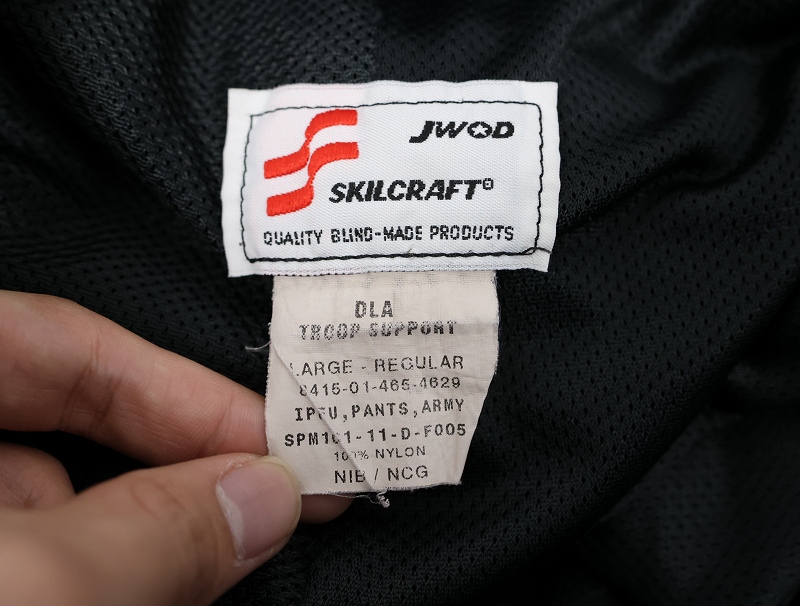 JWOD
SKILCRAFT®
QUALITY BLIND-MADE PRODUCTS
DLA
TROOP SUPPORT
LARGE - REGULAR
8415-01-465-4629
IPFU, PANTS, ARMY
SPM1C1-11-D-F005
100% NYLON
NIB / NCG